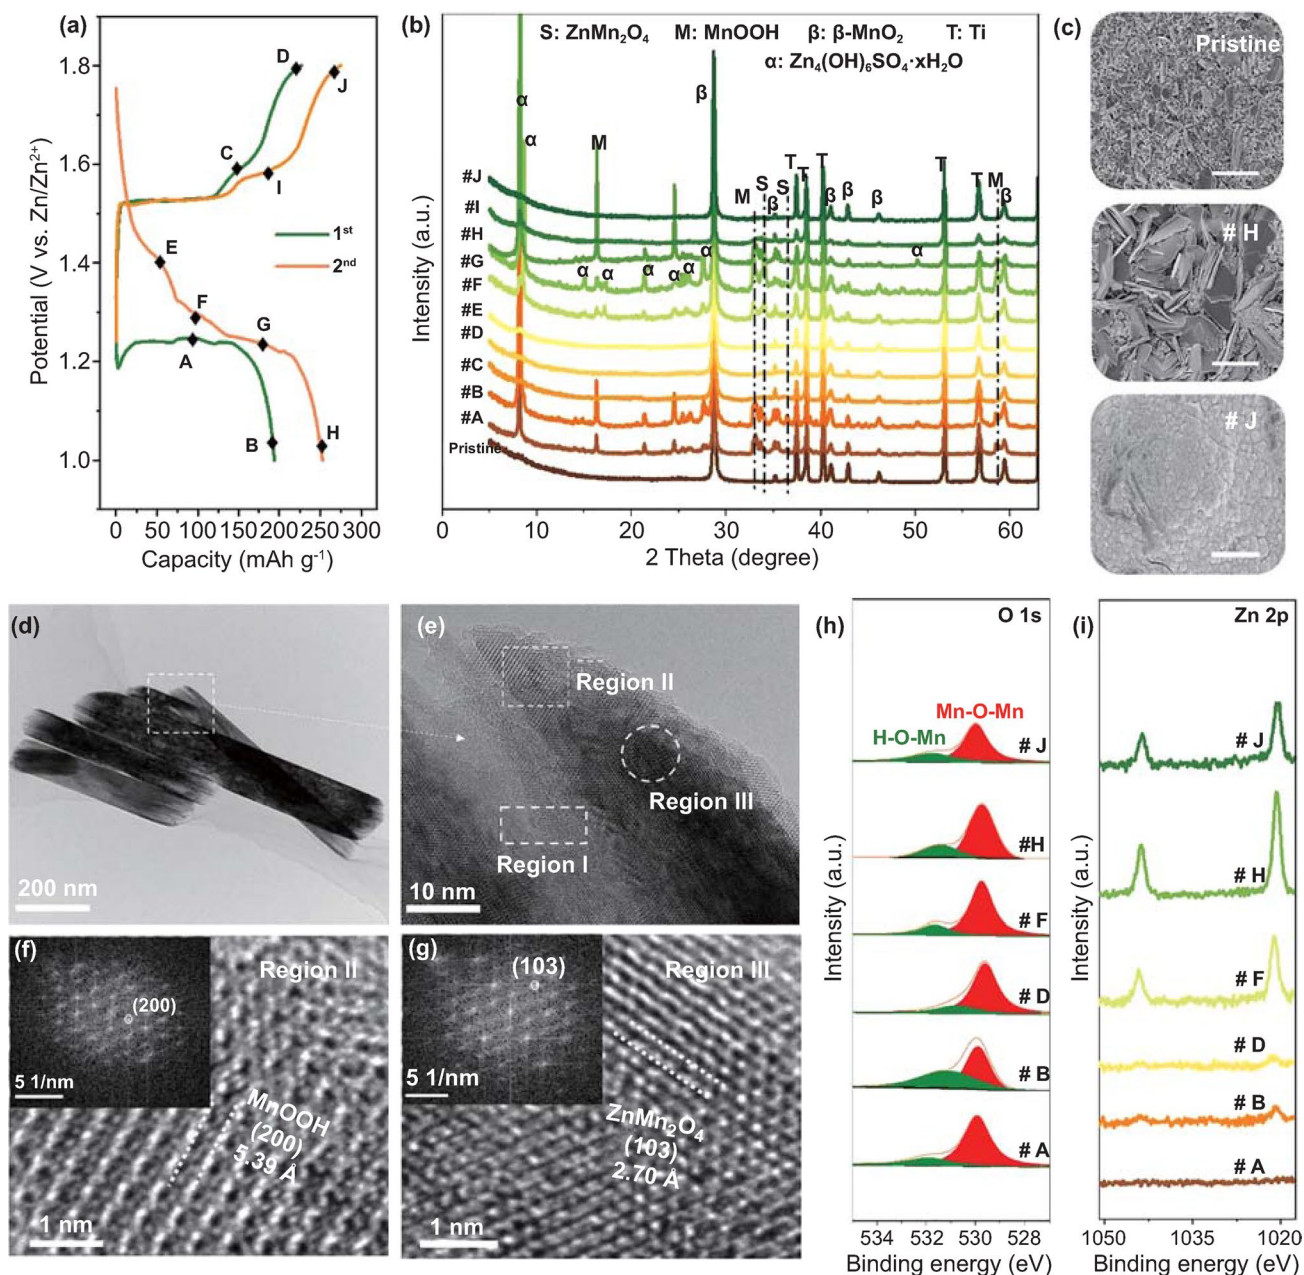 (a)
Potential (V vs. Zn/Zn²⁺)
1.8
1.6
1.4
1.2
1.0
D
J
C
I
1ˢᵗ
2ⁿᵈ
E
F
G
A
B
H
0 50 100 150 200 250 300
Capacity (mAh g⁻¹)
(b)
S: ZnMn₂O₄ M: MnOOH β: β-MnO₂ T: Ti
α: Zn₄(OH)₆SO₄·xH₂O
Intensity (a.u.)
α
α
M
β
M
S
β
S
T
T
T
β
β
β
T
T
M
β
α
α
α
α
α
α
α
#J
#I
#H
#G
#F
#E
#D
#C
#B
#A
Pristine
0 10 20 30 40 50 60
2 Theta (degree)
(c)
Pristine
# H
# J
(d)
200 nm
(e)
Region II
Region III
Region I
10 nm
(f)
Region II
(200)
5 1/nm
MnOOH
(200)
5.39 Å
1 nm
(g)
Region III
(103)
5 1/nm
ZnMn₂O₄
(103)
2.70 Å
1 nm
(h)
O 1s
Mn-O-Mn
H-O-Mn
# J
#H
# F
# D
# B
# A
Intensity (a.u.)
534 532 530 528
Binding energy (eV)
(i)
Zn 2p
# J
# H
# F
# D
# B
# A
Intensity (a.u.)
1050 1035 1020
Binding energy (eV)